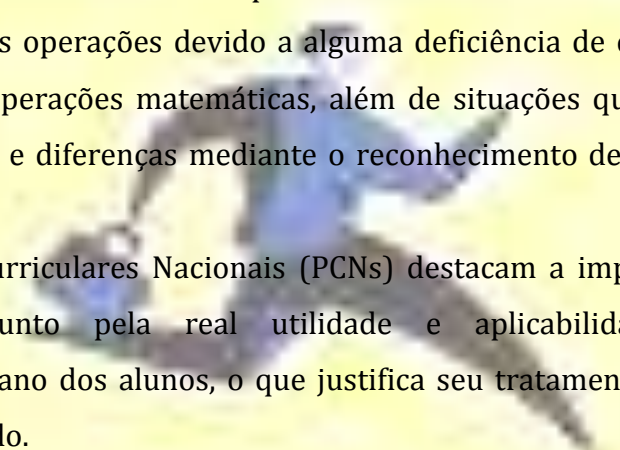 s operações devido a alguma deficiência de
perações matemáticas, além de situações qu
e diferenças mediante o reconhecimento de
urriculares Nacionais (PCNs) destacam a imp
unto pela real utilidade e aplicabilida
ano dos alunos, o que justifica seu tratamen
lo.